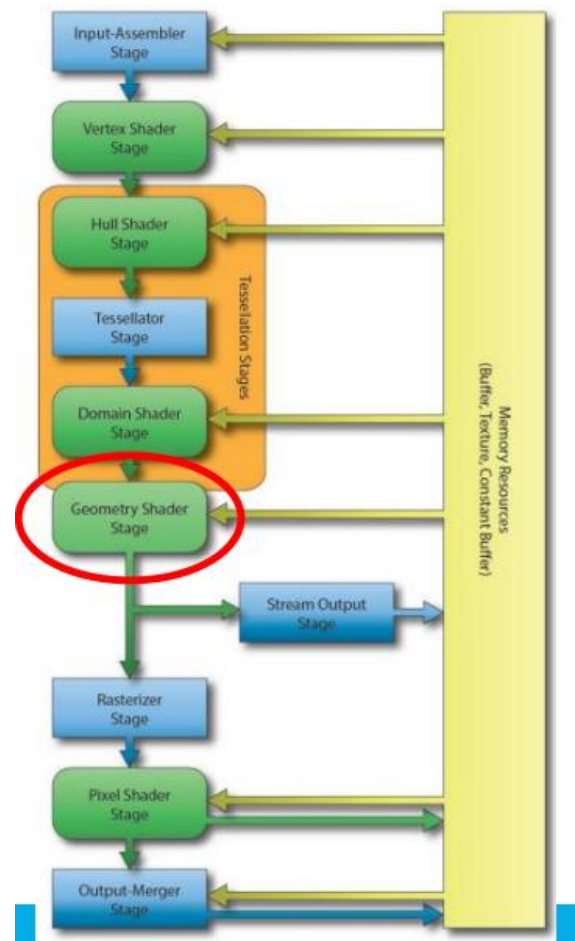 Input-Assembler
Stage
Vertex Shader
Stage
Hull Shader
Stage
Tessellator
Stage
Domain Shader
Stage
Tessellation Stages
Geometry Shader
Stage
Stream Output
Stage
Rasterizer
Stage
Pixel Shader
Stage
Output-Merger
Stage
Memory Resources
(Buffer, Texture, Constant Buffer)